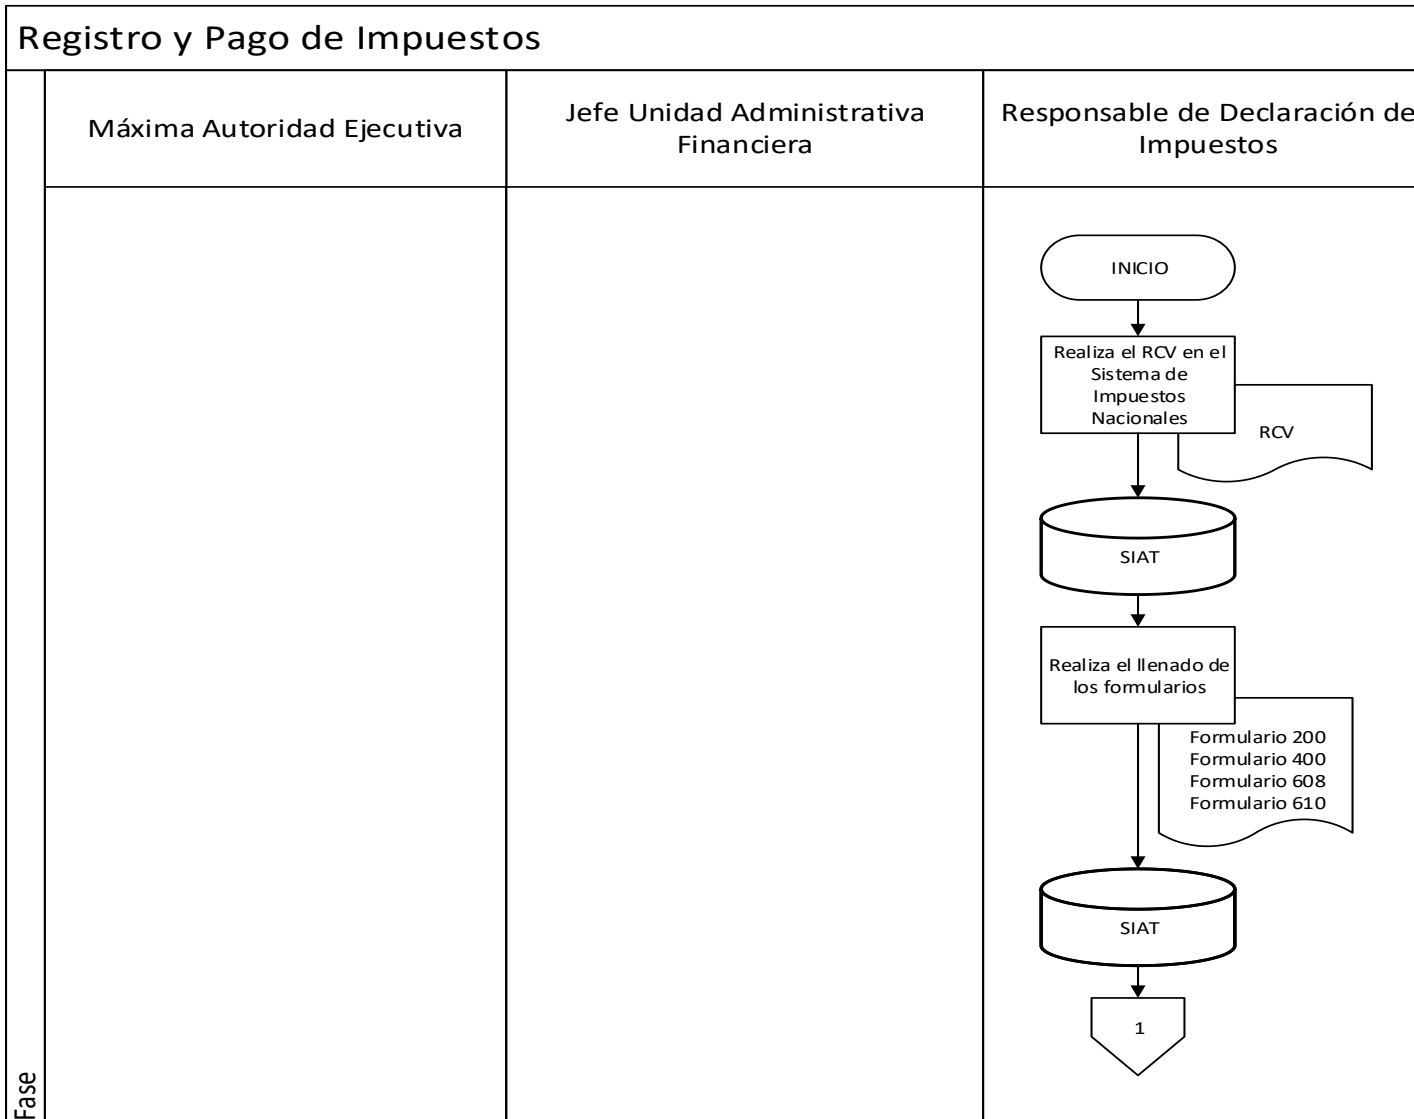 Registro y Pago de Impuestos
Máxima Autoridad Ejecutiva
Jefe Unidad Administrativa
Financiera
Responsable de Declaración de
Impuestos
INICIO
Realiza el RCV en el
Sistema de
Impuestos
Nacionales
RCV
SIAT
Realiza el llenado de
los formularios
Formulario 200
Formulario 400
Formulario 608
Formulario 610
SIAT
1
Fase